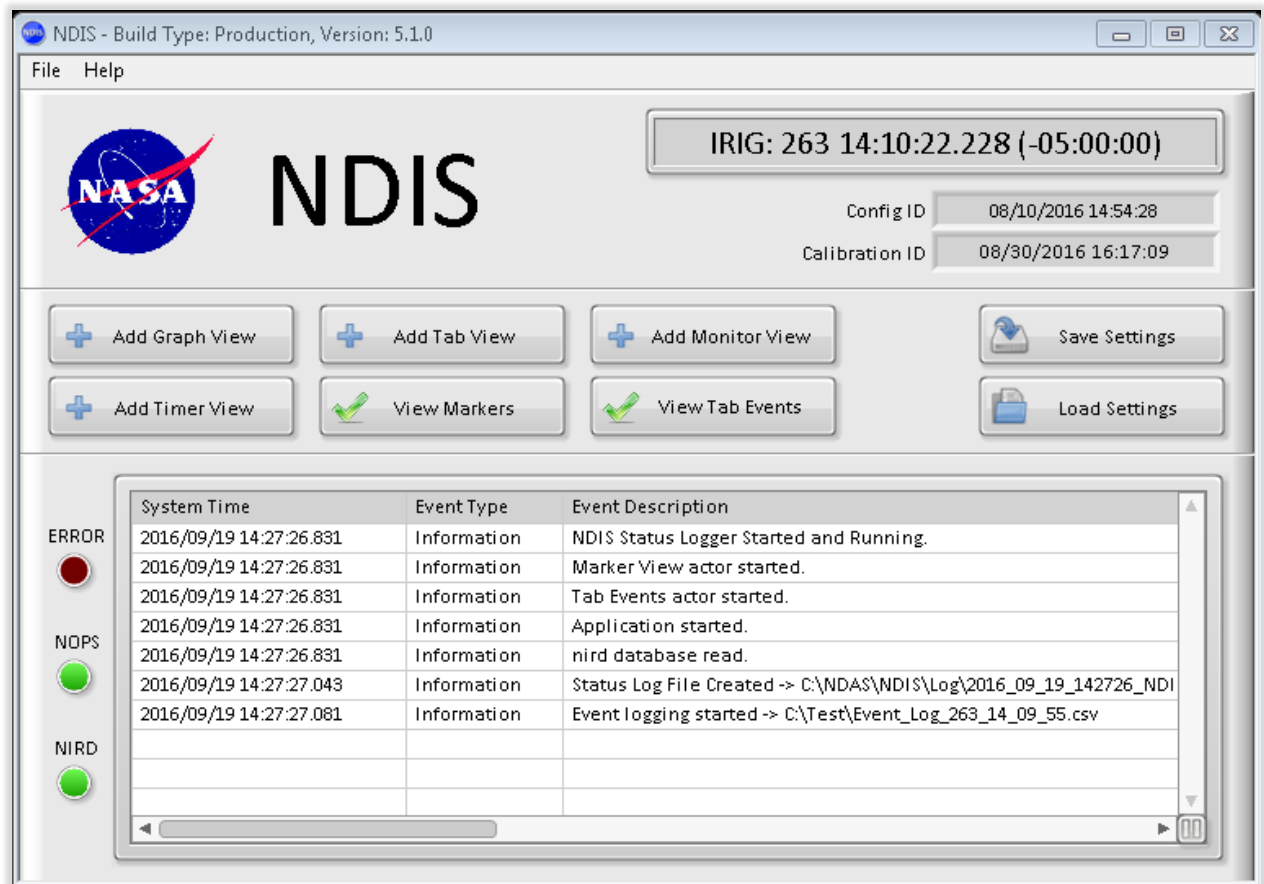 NDIS - Build Type: Production, Version: 5.1.0
File Help
NASA NDIS
IRIG: 263 14:10:22.228 (-05:00:00)
Config ID 08/10/2016 14:54:28
Calibration ID 08/30/2016 16:17:09
Add Graph View Add Tab View Add Monitor View Save Settings
Add Timer View View Markers View Tab Events Load Settings
System Time Event Type Event Description
ERROR 2016/09/19 14:27:26.831 Information NDIS Status Logger Started and Running.
2016/09/19 14:27:26.831 Information Marker View actor started.
2016/09/19 14:27:26.831 Information Tab Events actor started.
2016/09/19 14:27:26.831 Information Application started.
NOPS
2016/09/19 14:27:26.831 Information nird database read.
2016/09/19 14:27:27.043 Information Status Log File Created -> C:\NDAS\NDIS\Log\2016_09_19_142726_NDI
2016/09/19 14:27:27.081 Information Event logging started -> C:\Test\Event_Log_263_14_09_55.csv
NIRD